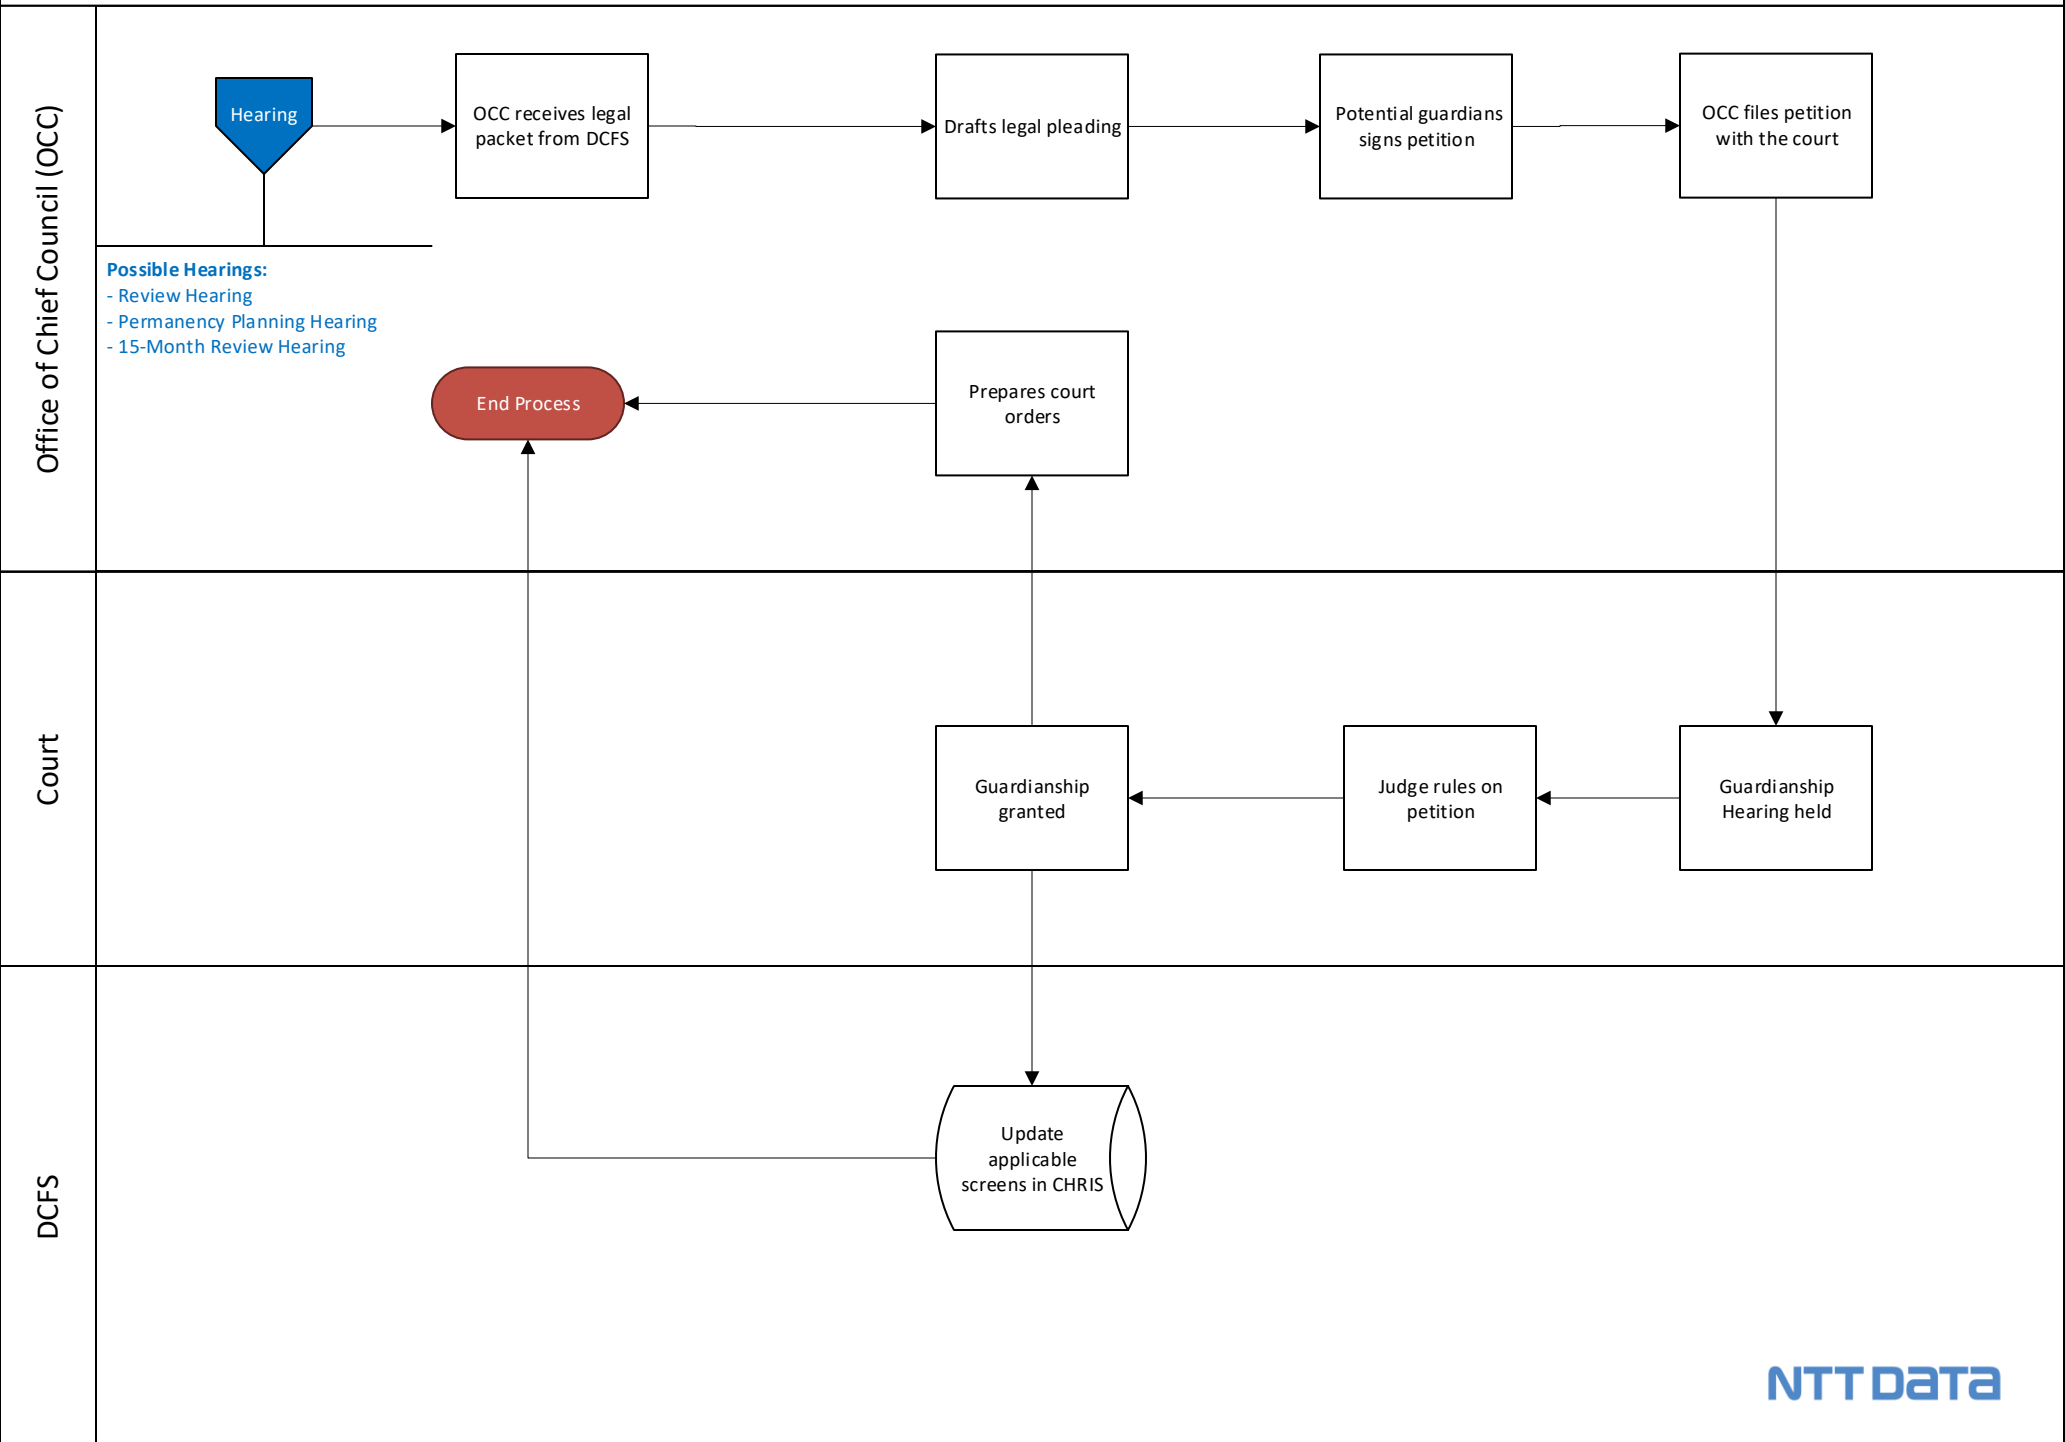 Office of Chief Council (OCC)
Hearing
OCC receives legal
packet from DCFS
Drafts legal pleading
Potential guardians
signs petition
OCC files petition
with the court
Possible Hearings:
- Review Hearing
- Permanency Planning Hearing
- 15-Month Review Hearing
End Process
Prepares court
orders
Court
Guardianship
granted
Judge rules on
petition
Guardianship
Hearing held
DCFS
Update
applicable
screens in CHRIS
NTT DATA